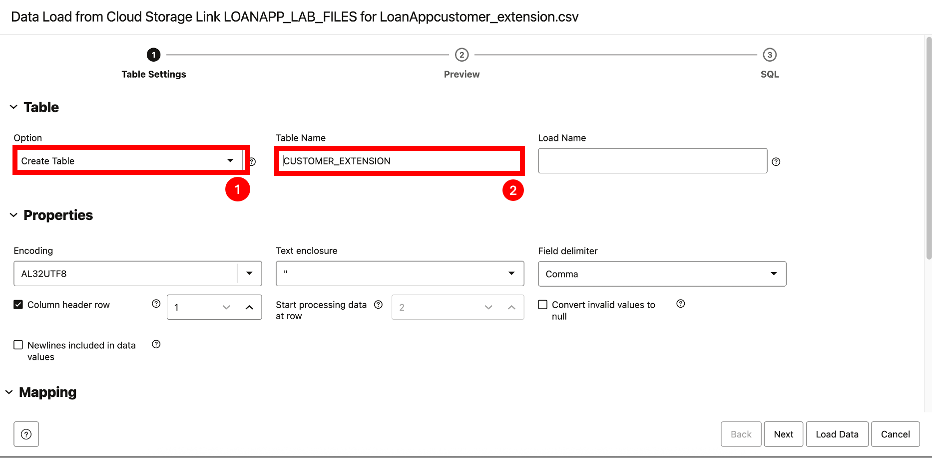 Data Load from Cloud Storage Link LOANAPP_LAB_FILES for LoanAppcustomer_extension.csv
1 2 3
Table Settings Preview SQL
Table
Option Table Name Load Name
Create Table CUSTOMER_EXTENSION
1 2
Properties
Encoding Text enclosure Field delimiter
AL32UTF8 " Comma
Column header row 1 Start processing data at row 2 Convert invalid values to null
Newlines included in data values
Mapping
Back Next Load Data Cancel